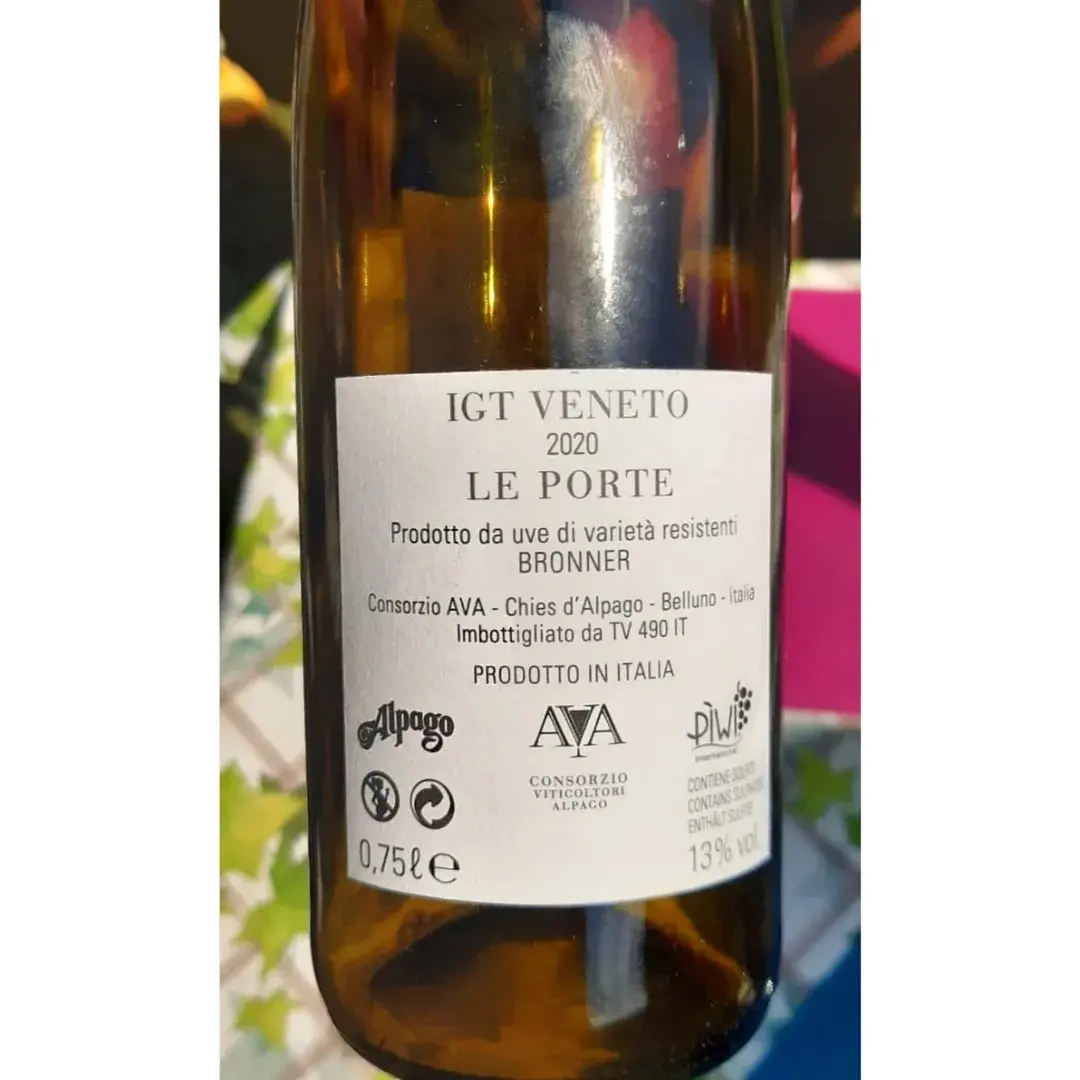 IGT VENETO
2020
LE PORTE
Prodotto da uve di varietà resistenti
BRONNER
Consorzio AVA - Chies d'Alpago - Belluno - Italia
Imbottigliato da TV 490 IT
PRODOTTO IN ITALIA
Alpago
AVA
CONSORZIO
VITICOLTORI
ALPAGO
PÌWI
International
CONTIENE SOLFITI
CONTAINS SULPHITES
ENTHÄLT SULFITE
0,75ℓ e
13% vol.